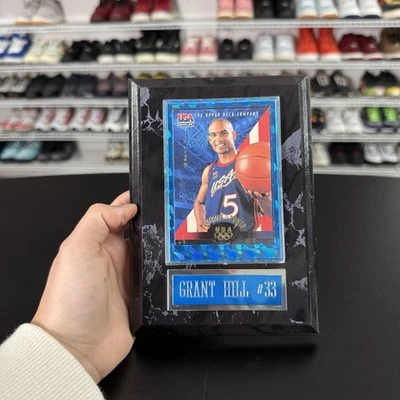 USA
THE UPPER DECK COMPANY
USA
5
USA
GRANT HILL #33